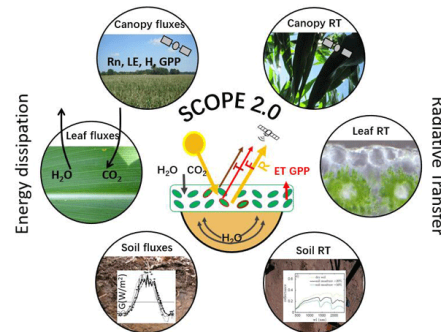 Canopy fluxes
Rn, LE, H, GPP
Canopy RT
SCOPE 2.0
Energy dissipation
Radiative Transfer
Leaf fluxes
H₂O
CO₂
Leaf RT
H₂O CO₂
T
F
R
ET GPP
H₂O
Soil fluxes
G(W/m²)
Soil RT